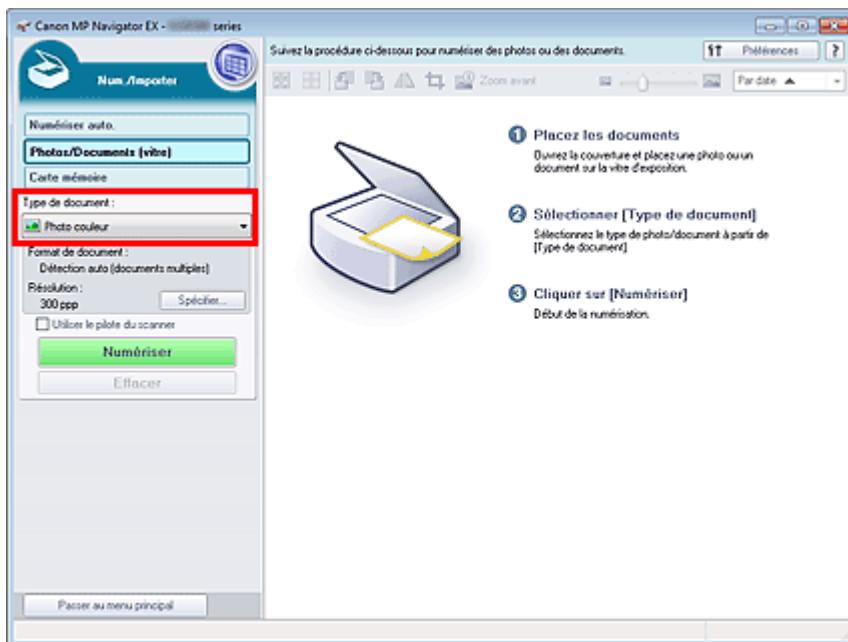 Canon MP Navigator EX - series
Suivez la procédure ci-dessous pour numériser des photos ou des documents.
Préférences
?
Num./Importer
Zoom avant
Par date
Numériser auto.
Photos/Documents (vitre)
Carte mémoire
Type de document :
Photo couleur
Format de document :
Détection auto (documents multiples)
Résolution :
300 ppp
Spécifier...
Utiliser le pilote du scanner
Numériser
Effacer
1 Placez les documents
Ouvrez la couverture et placez une photo ou un
document sur la vitre d'exposition.
2 Sélectionner [Type de document]
Sélectionnez le type de photo/document à partir de
[Type de document]
3 Cliquer sur [Numériser]
Début de la numérisation.
Passer au menu principal